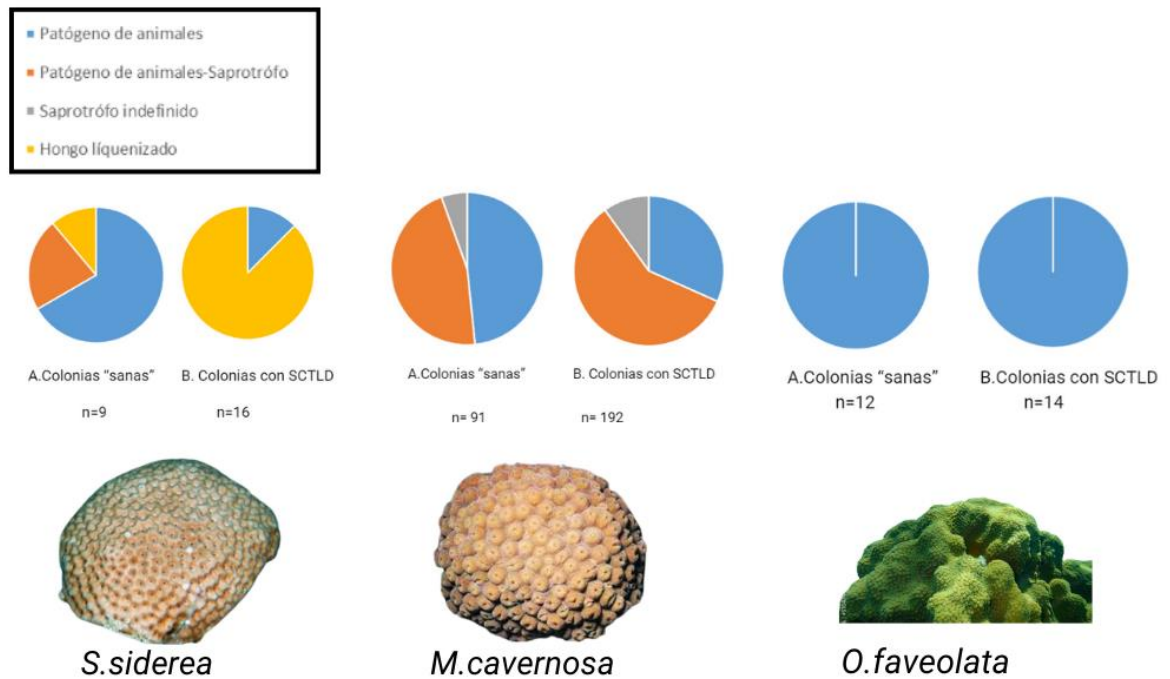 Patógeno de animales
Patógeno de animales-Saprotrófo
Saprotrófo indefinido
Hongo líquenizado
A.Colonias “sanas”
n=9
B. Colonias con SCTLD
n=16
A.Colonias “sanas”
n= 91
B. Colonias con SCTLD
n= 192
A.Colonias “sanas”
n=12
B.Colonias con SCTLD
n=14
S.siderea
M.cavernosa
O.faveolata